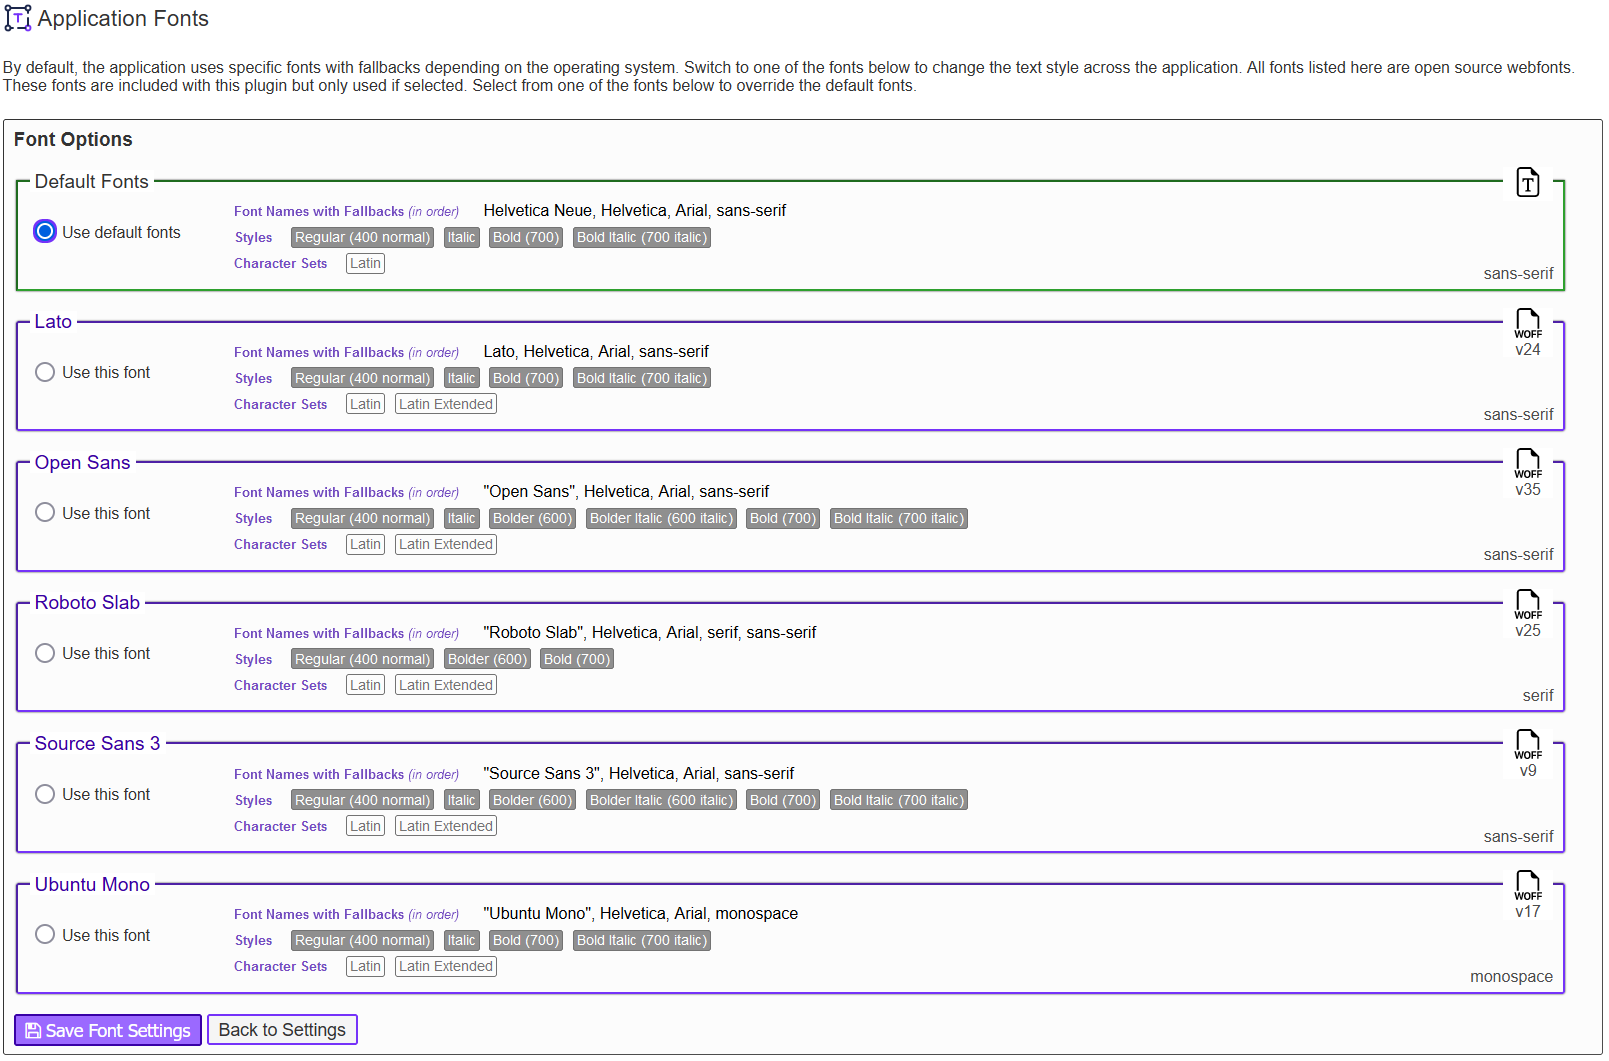 Application Fonts
By default, the application uses specific fonts with fallbacks depending on the operating system. Switch to one of the fonts below to change the text style across the application. All fonts listed here are open source webfonts.
These fonts are included with this plugin but only used if selected. Select from one of the fonts below to override the default fonts.
Font Options
Default Fonts
Use default fonts
Font Names with Fallbacks (in order) Helvetica Neue, Helvetica, Arial, sans-serif
Styles Regular (400 normal) Italic Bold (700) Bold Italic (700 italic)
Character Sets Latin
T
sans-serif
Lato
Use this font
Font Names with Fallbacks (in order) Lato, Helvetica, Arial, sans-serif
Styles Regular (400 normal) Italic Bold (700) Bold Italic (700 italic)
Character Sets Latin Latin Extended
WOFF
v24
sans-serif
Open Sans
Use this font
Font Names with Fallbacks (in order) "Open Sans", Helvetica, Arial, sans-serif
Styles Regular (400 normal) Italic Bolder (600) Bolder Italic (600 italic) Bold (700) Bold Italic (700 italic)
Character Sets Latin Latin Extended
WOFF
v35
sans-serif
Roboto Slab
Use this font
Font Names with Fallbacks (in order) "Roboto Slab", Helvetica, Arial, serif, sans-serif
Styles Regular (400 normal) Bolder (600) Bold (700)
Character Sets Latin Latin Extended
WOFF
v25
serif
Source Sans 3
Use this font
Font Names with Fallbacks (in order) "Source Sans 3", Helvetica, Arial, sans-serif
Styles Regular (400 normal) Italic Bolder (600) Bolder Italic (600 italic) Bold (700) Bold Italic (700 italic)
Character Sets Latin Latin Extended
WOFF
v9
sans-serif
Ubuntu Mono
Use this font
Font Names with Fallbacks (in order) "Ubuntu Mono", Helvetica, Arial, monospace
Styles Regular (400 normal) Italic Bold (700) Bold Italic (700 italic)
Character Sets Latin Latin Extended
WOFF
v17
monospace
Save Font Settings Back to Settings